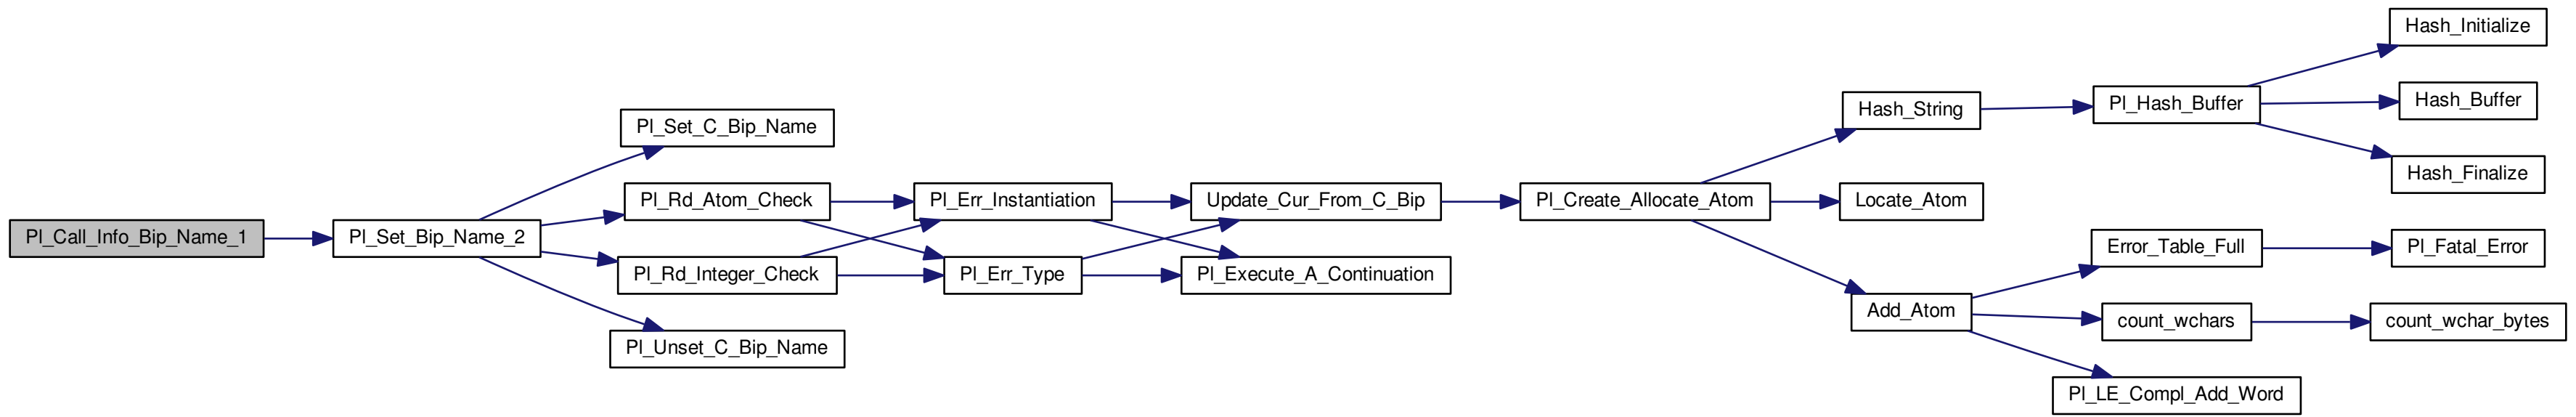 Pl_Call_Info_Bip_Name_1
Pl_Set_Bip_Name_2
Pl_Set_C_Bip_Name
Pl_Rd_Atom_Check
Pl_Rd_Integer_Check
Pl_Unset_C_Bip_Name
Pl_Err_Instantiation
Pl_Err_Type
Update_Cur_From_C_Bip
Pl_Execute_A_Continuation
Pl_Create_Allocate_Atom
Hash_String
Locate_Atom
Add_Atom
Pl_Hash_Buffer
Hash_Initialize
Hash_Buffer
Hash_Finalize
Error_Table_Full
Pl_Fatal_Error
count_wchars
count_wchar_bytes
Pl_LE_Compl_Add_Word